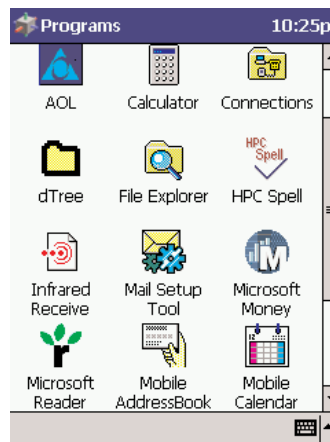 Programs 10:25p
AOL Calculator Connections
HPC
Spell
dTree File Explorer HPC Spell
Infrared Mail Setup Microsoft
Receive Tool Money
Microsoft Mobile Mobile
Reader AddressBook Calendar